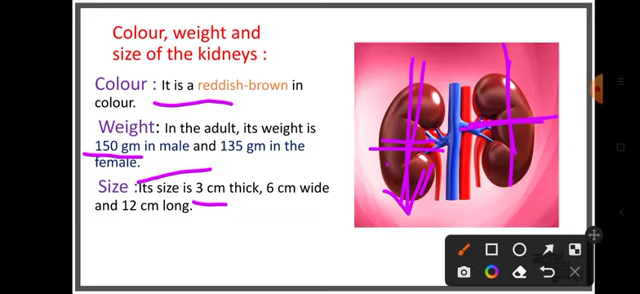 Colour, weight and
size of the kidneys :
Colour : It is a reddish-brown in
colour.
Weight: In the adult, its weight is
150 gm in male and 135 gm in the
female.
Size :Its size is 3 cm thick, 6 cm wide
and 12 cm long.